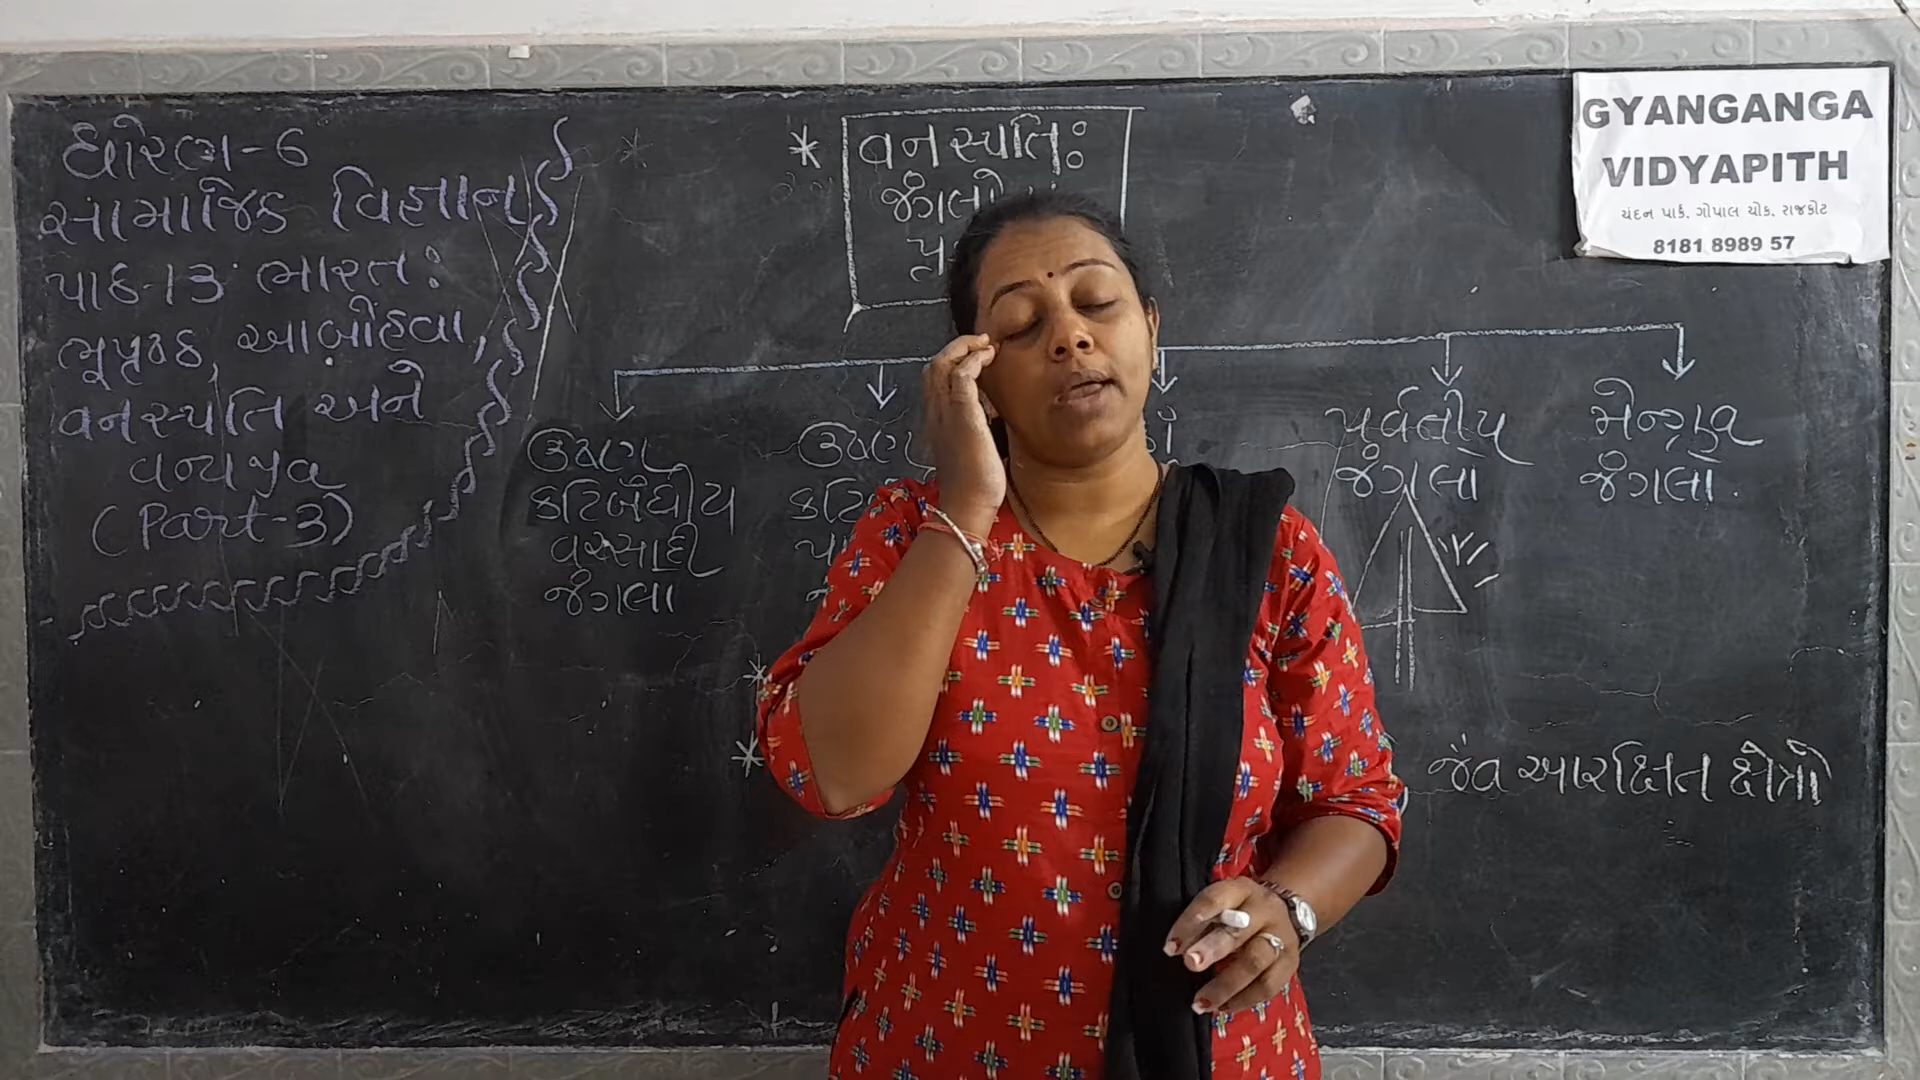 ધોરણ-6
સામાજિક વિજ્ઞાન
પાઠ-13: ભારત:
ભૂપૃષ્ઠ, આબોહવા,
વનસ્પતિ અને
વન્યજીવ
(Part-3)
* વનસ્પતિ:
ઉષ્ણ
કટિબંધીય
વરસાદી
જંગલો
ઉષ્ણ
પર્વતીય
જંગલો
મેન્ગ્રુવ
જંગલો.
જૈવ આરક્ષિત ક્ષેત્રો
GYANGANGA
VIDYAPITH
ચંદન પાર્ક. ગોપાલ ચોક. રાજકોટ
8181 8989 57